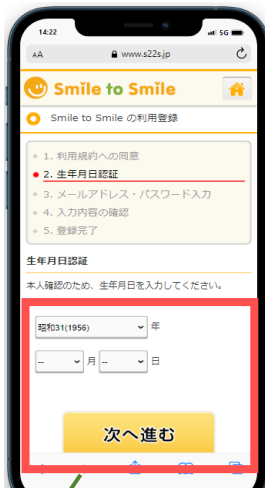 14:22
5G
AA
www.s22s.jp
Smile to Smile
Smile to Smile の利用登録
1. 利用規約への同意
2. 生年月日認証
3. メールアドレス・パスワード入力
4. 入力内容の確認
5. 登録完了
生年月日認証
本人確認のため、生年月日を入力してください。
昭和31(1956) 年
-- 月 -- 日
次へ進む